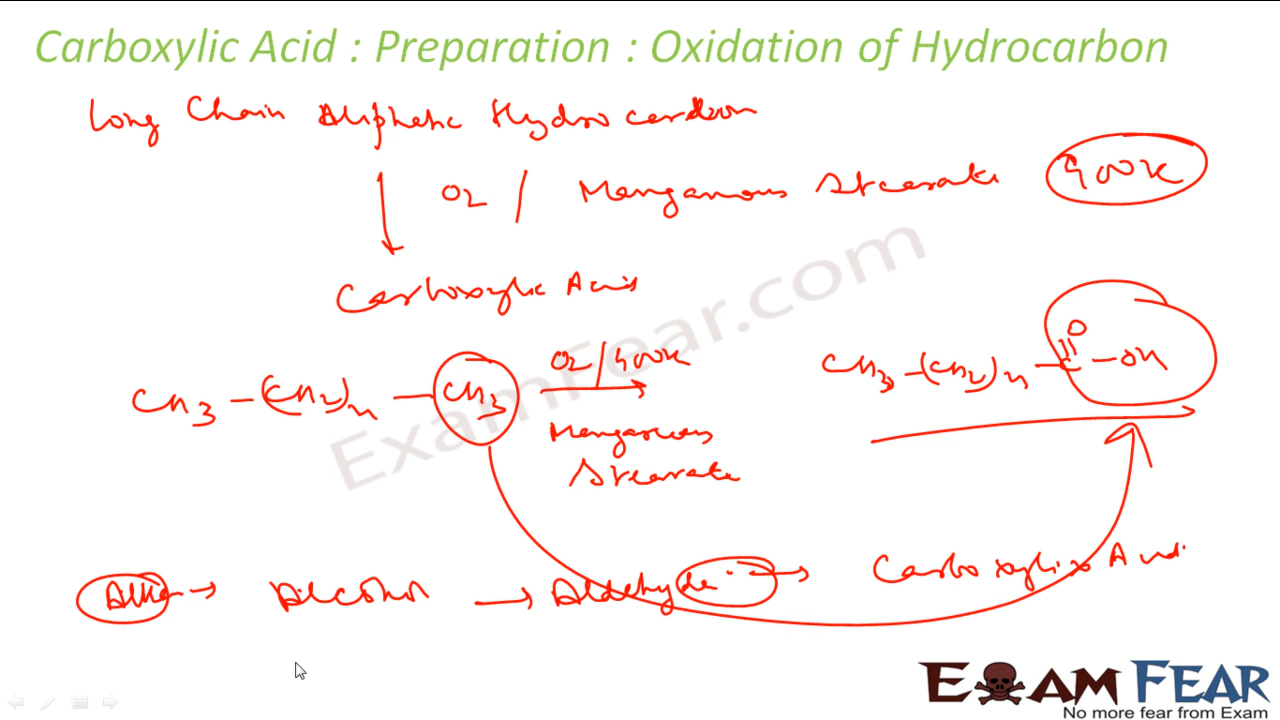 Carboxylic Acid : Preparation : Oxidation of Hydrocarbon
Long Chain Aliphatic Hydrocarbon
O2 / Manganous Stearate 400K
Carboxylic Acid
CH3 – (CH2)n – CH3 O2/400K CH3 – (CH2)n – C – OH
O
Manganous
Stearate
Alkane → Alcohol → Aldehyde → Carboxylic Acid
ExamFear.com
EXAM FEAR
No more fear from Exam